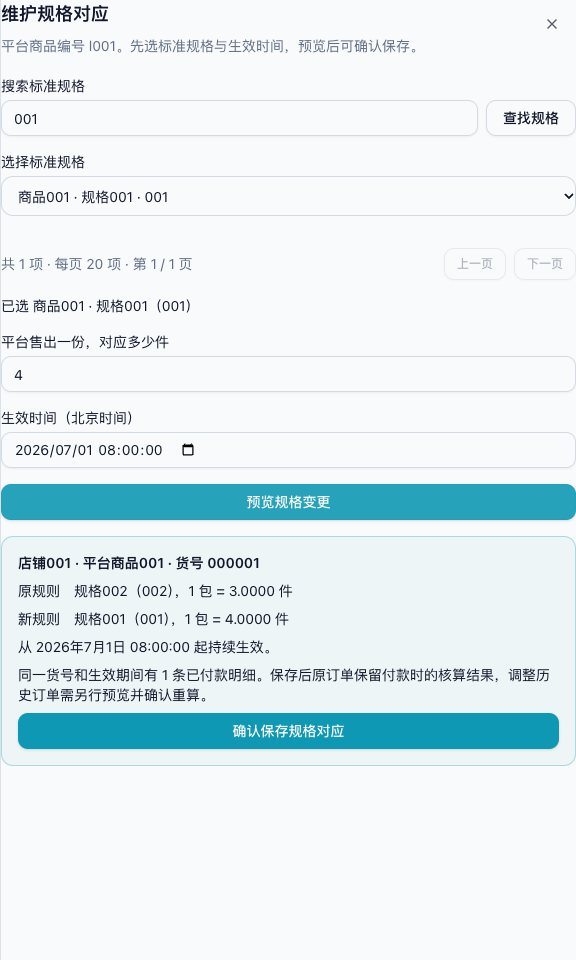 维护规格对应
平台商品编号 I001。先选标准规格与生效时间，预览后可确认保存。
搜索标准规格
001
查找规格
选择标准规格
商品001 · 规格001 · 001
共 1 项 · 每页 20 项 · 第 1 / 1 页
上一页
下一页
已选 商品001 · 规格001（001）
平台售出一份，对应多少件
4
生效时间（北京时间）
2026/07/01 08:00:00
预览规格变更
店铺001 · 平台商品001 · 货号 000001
原规则 规格002（002），1 包 = 3.0000 件
新规则 规格001（001），1 包 = 4.0000 件
从 2026年7月1日 08:00:00 起持续生效。
同一货号和生效期间有 1 条已付款明细。保存后原订单保留付款时的核算结果，调整历
史订单需另行预览并确认重算。
确认保存规格对应